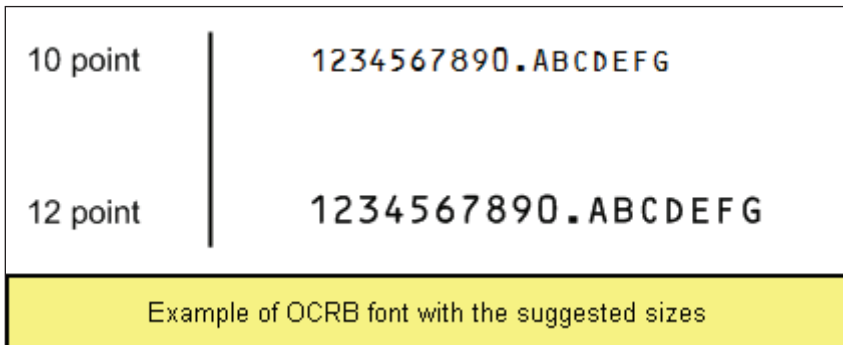 10 point 1234567890.ABCDEFG
12 point 1234567890.ABCDEFG
Example of OCRB font with the suggested sizes